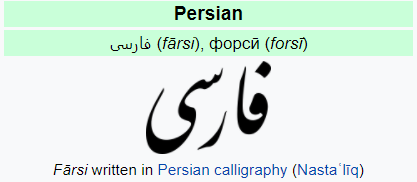 Persian
فارسی (fārsi), форсӣ (forsī)
فارسی
Fārsi written in Persian calligraphy (Nastaʿlīq)